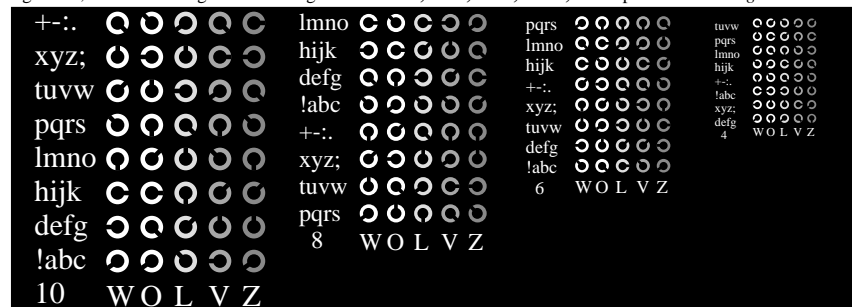 +-:.
xyz;
tuvw
pqrs
lmno
hijk
defg
!abc
10 W O L V Z
lmno
hijk
defg
!abc
+-:.
xyz;
tuvw
pqrs
8 W O L V Z
pqrs
lmno
hijk
+-:.
xyz;
tuvw
defg
!abc
6 W O L V Z
tuvw
pqrs
lmno
hijk
+-:.
!abc
xyz;
defg
4 W O L V Z